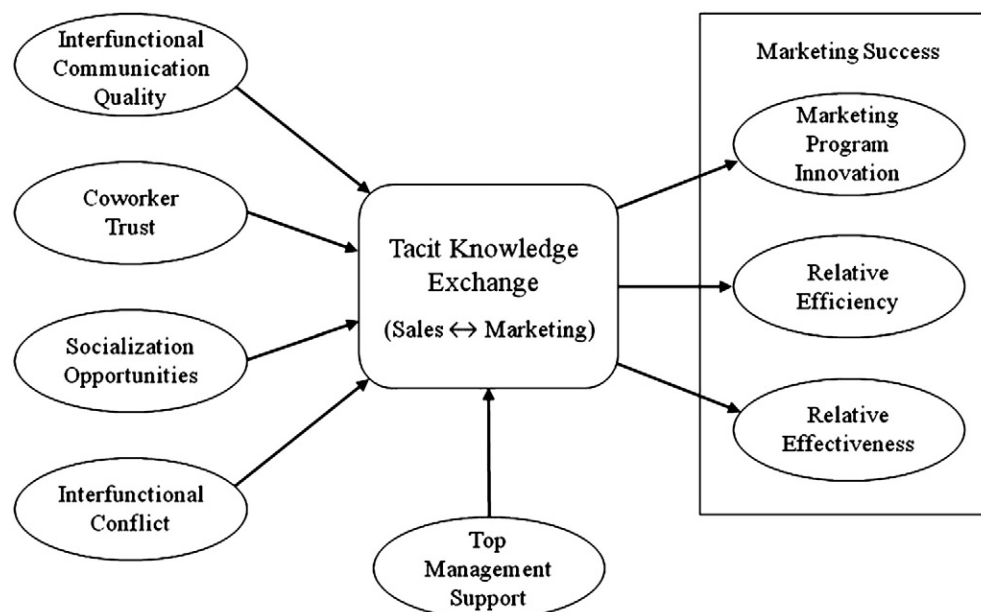 Interfunctional
Communication
Quality
Coworker
Trust
Socialization
Opportunities
Interfunctional
Conflict
Tacit Knowledge
Exchange
(Sales ↔ Marketing)
Top
Management
Support
Marketing Success
Marketing
Program
Innovation
Relative
Efficiency
Relative
Effectiveness